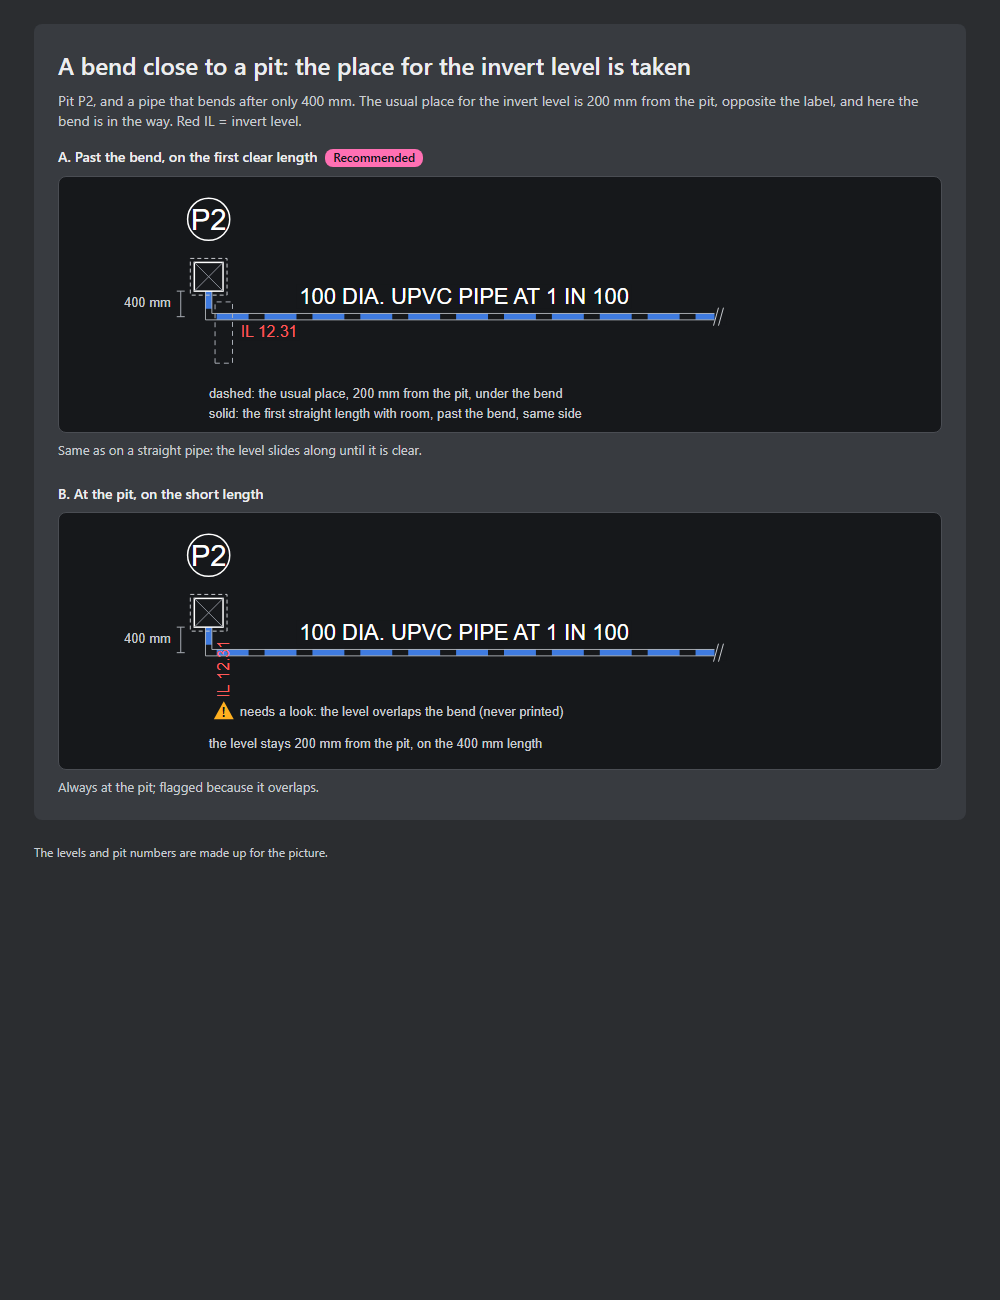 A bend close to a pit: the place for the invert level is taken
Pit P2, and a pipe that bends after only 400 mm. The usual place for the invert level is 200 mm from the pit, opposite the label, and here the
bend is in the way. Red IL = invert level.
A. Past the bend, on the first clear length Recommended
P2
100 DIA. UPVC PIPE AT 1 IN 100
400 mm
IL 12.31
dashed: the usual place, 200 mm from the pit, under the bend
solid: the first straight length with room, past the bend, same side
Same as on a straight pipe: the level slides along until it is clear.
B. At the pit, on the short length
P2
100 DIA. UPVC PIPE AT 1 IN 100
400 mm
IL 12.31
needs a look: the level overlaps the bend (never printed)
the level stays 200 mm from the pit, on the 400 mm length
Always at the pit; flagged because it overlaps.
The levels and pit numbers are made up for the picture.